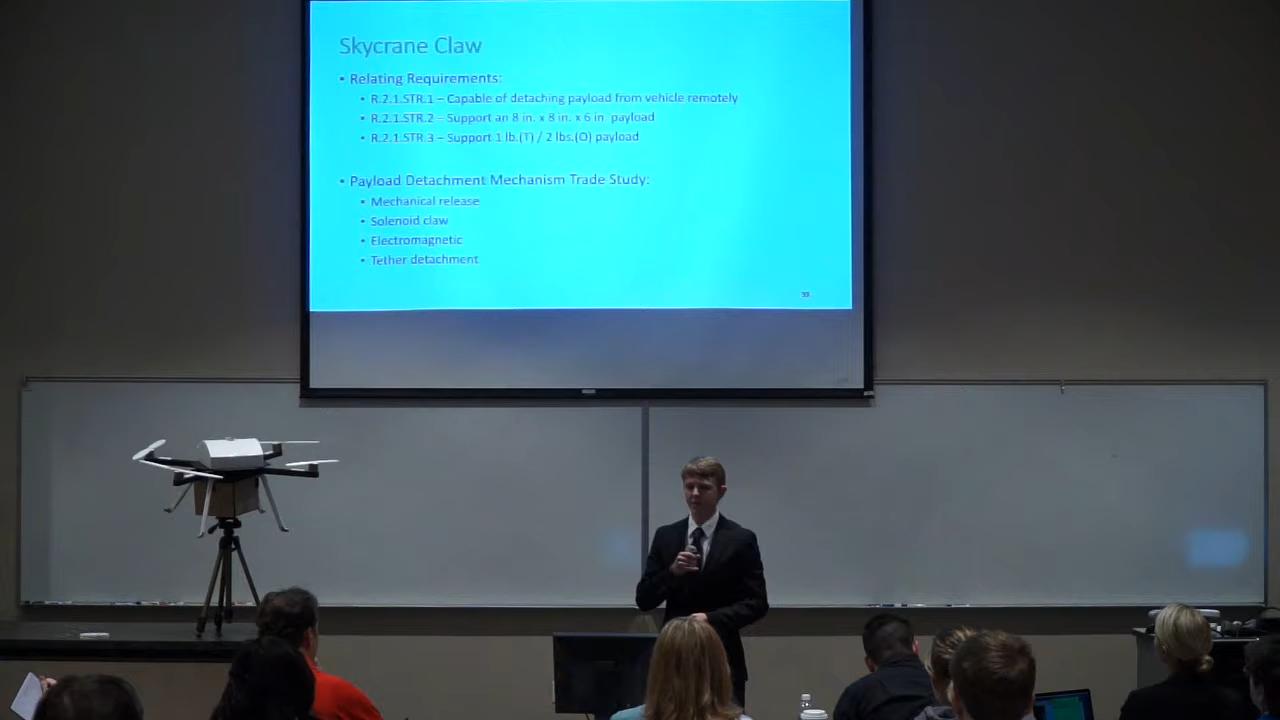 Skycrane Claw
• Relating Requirements:
• R.2.1.STR.1 – Capable of detaching payload from vehicle remotely
• R.2.1.STR.2 – Support an 8 in. x 8 in. x 6 in payload
• R.2.1.STR.3 – Support 1 lb.(T) / 2 lbs.(O) payload
• Payload Detachment Mechanism Trade Study:
• Mechanical release
• Solenoid claw
• Electromagnetic
• Tether detachment